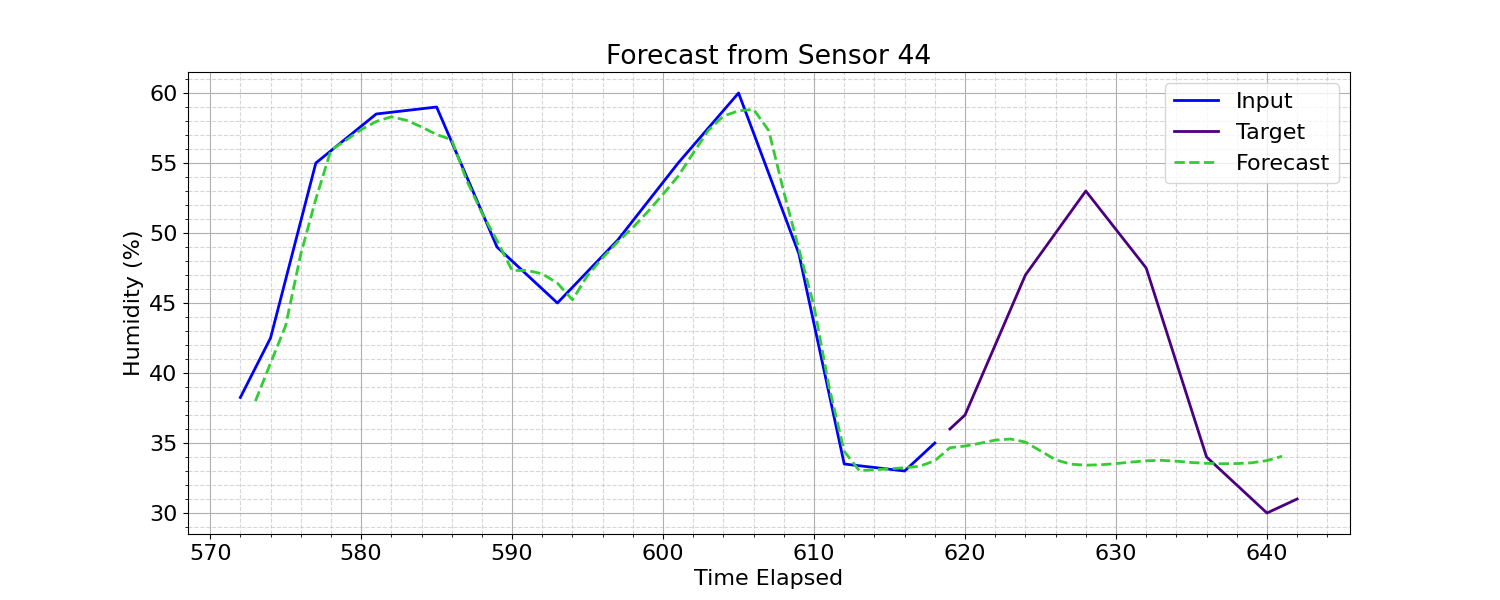 Forecast from Sensor 44
Humidity (%)
60
55
50
45
40
35
30
Input
Target
Forecast
570 580 590 600 610 620 630 640
Time Elapsed